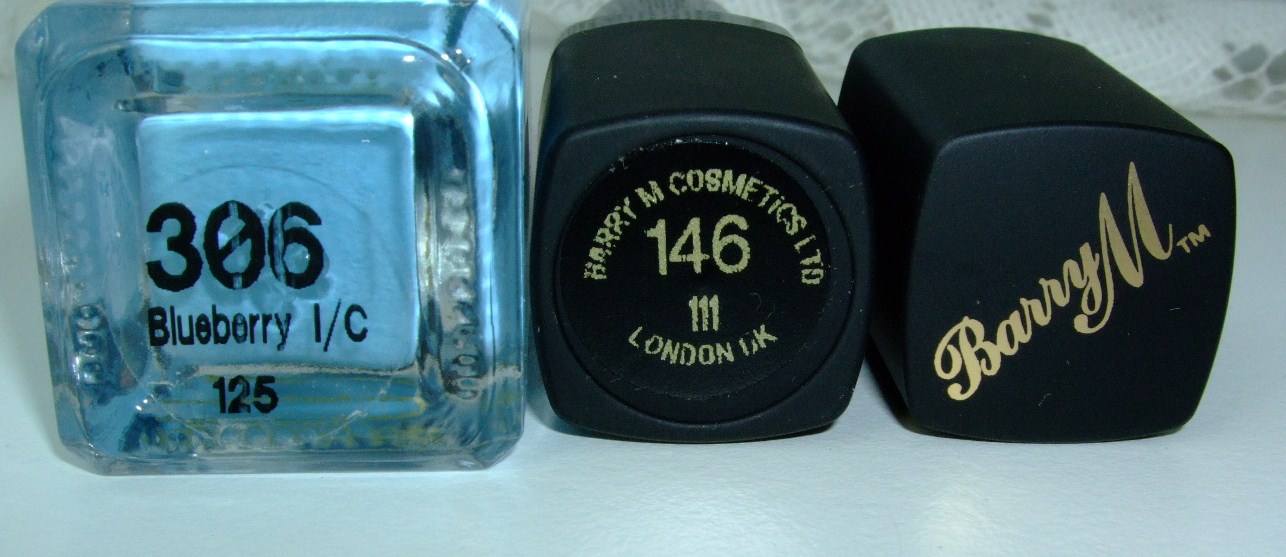 306
Blueberry I/C
125
BARRY M COSMETICS LTD
146
111
LONDON UK
BarryM™